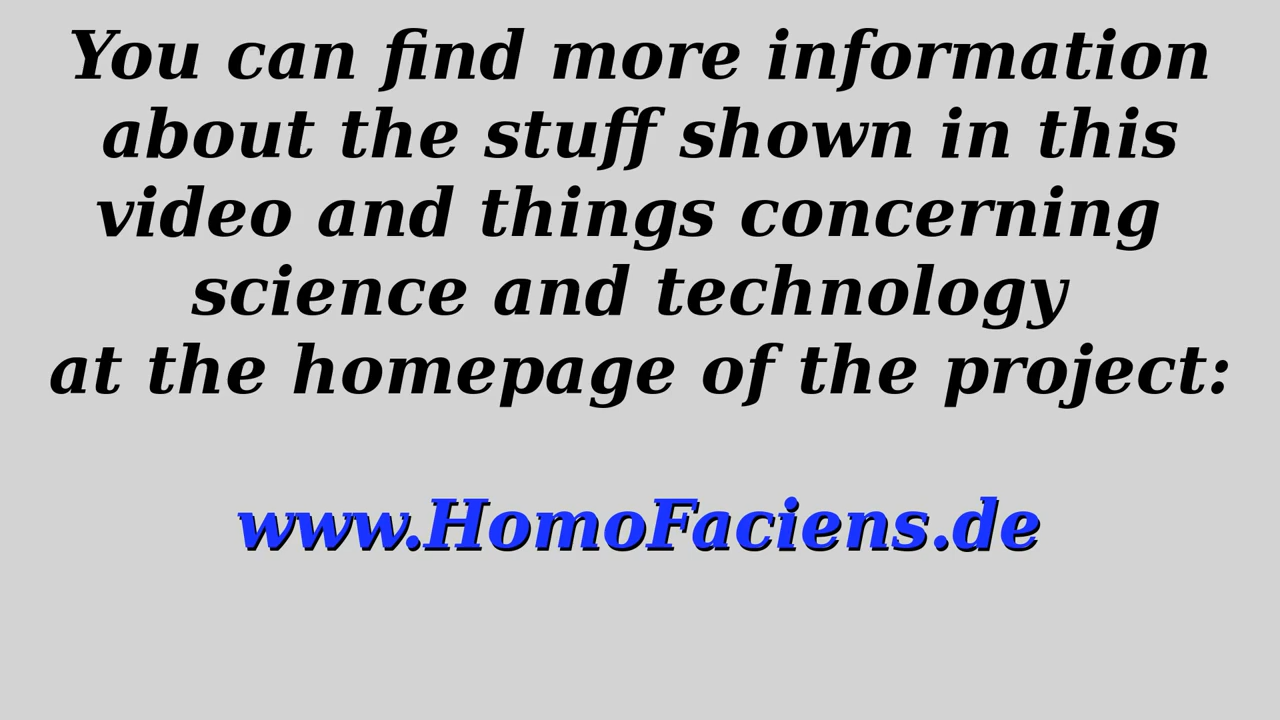 You can find more information
about the stuff shown in this
video and things concerning
science and technology
at the homepage of the project:
www.HomoFaciens.de